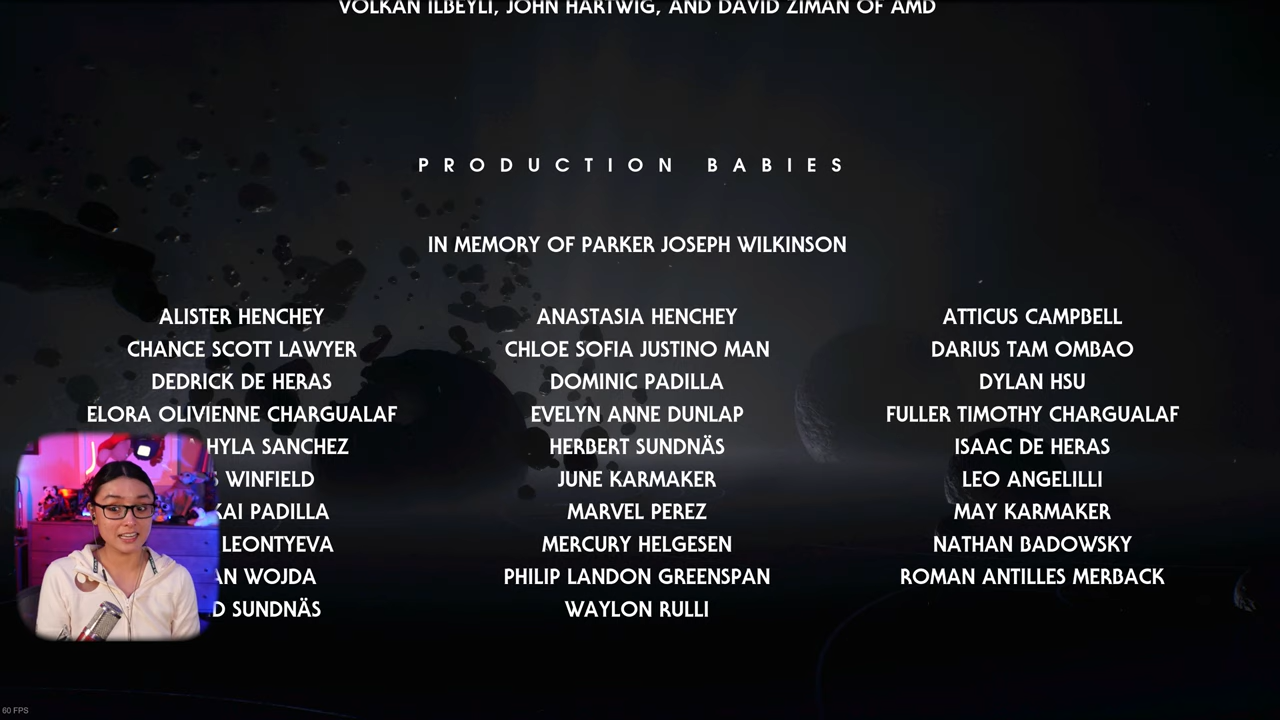 VOLKAN ILBEYLI, JOHN HARTWIG, AND DAVID ZIMAN OF AMD
PRODUCTION BABIES
IN MEMORY OF PARKER JOSEPH WILKINSON
ALISTER HENCHEY ANASTASIA HENCHEY ATTICUS CAMPBELL
CHANCE SCOTT LAWYER CHLOE SOFIA JUSTINO MAN DARIUS TAM OMBAO
DEDRICK DE HERAS DOMINIC PADILLA DYLAN HSU
ELORA OLIVIENNE CHARGUALAF EVELYN ANNE DUNLAP FULLER TIMOTHY CHARGUALAF
SANCHEZ HERBERT SUNDNÄS ISAAC DE HERAS
WINFIELD JUNE KARMAKER LEO ANGELILLI
PADILLA MARVEL PEREZ MAY KARMAKER
LEONTYEVA MERCURY HELGESEN NATHAN BADOWSKY
WOJDA PHILIP LANDON GREENSPAN ROMAN ANTILLES MERBACK
SUNDNÄS WAYLON RULLI
60 FPS